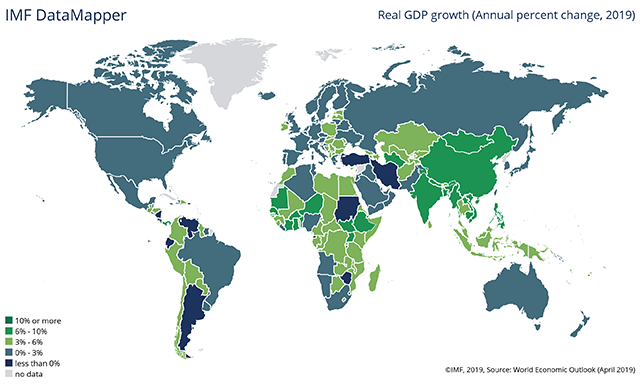 IMF DataMapper
Real GDP growth (Annual percent change, 2019)
10% or more
6% - 10%
3% - 6%
0% - 3%
less than 0%
no data
©IMF, 2019, Source: World Economic Outlook (April 2019)